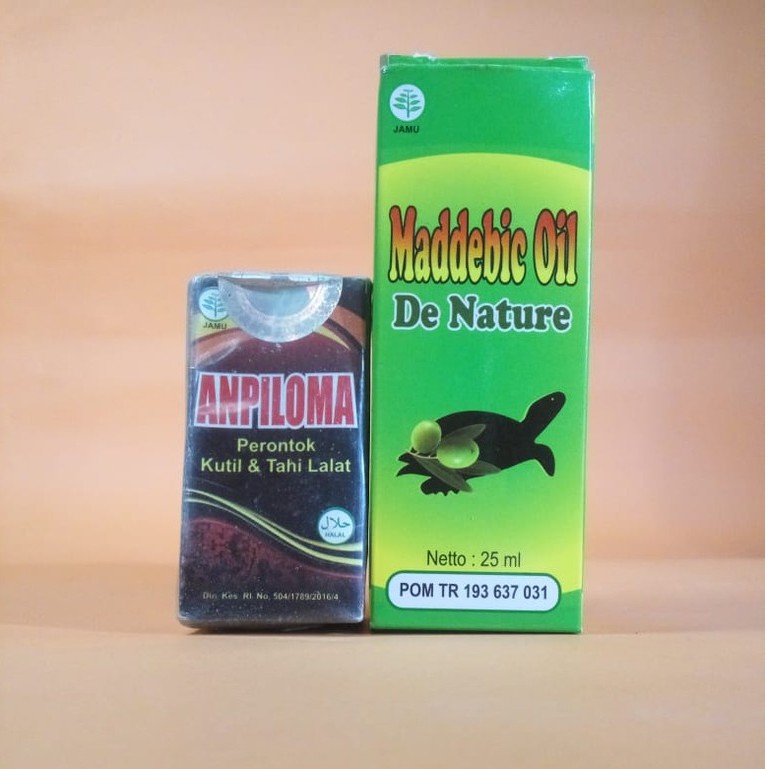 JAMU
ANPILOMA
Perontok
Kutil & Tahi Lalat
حلال
HALAL
Din. Kes. RI. No. 504/1789/2016/4
JAMU
Maddebic Oil
De Nature
Netto : 25 ml
POM TR 193 637 031